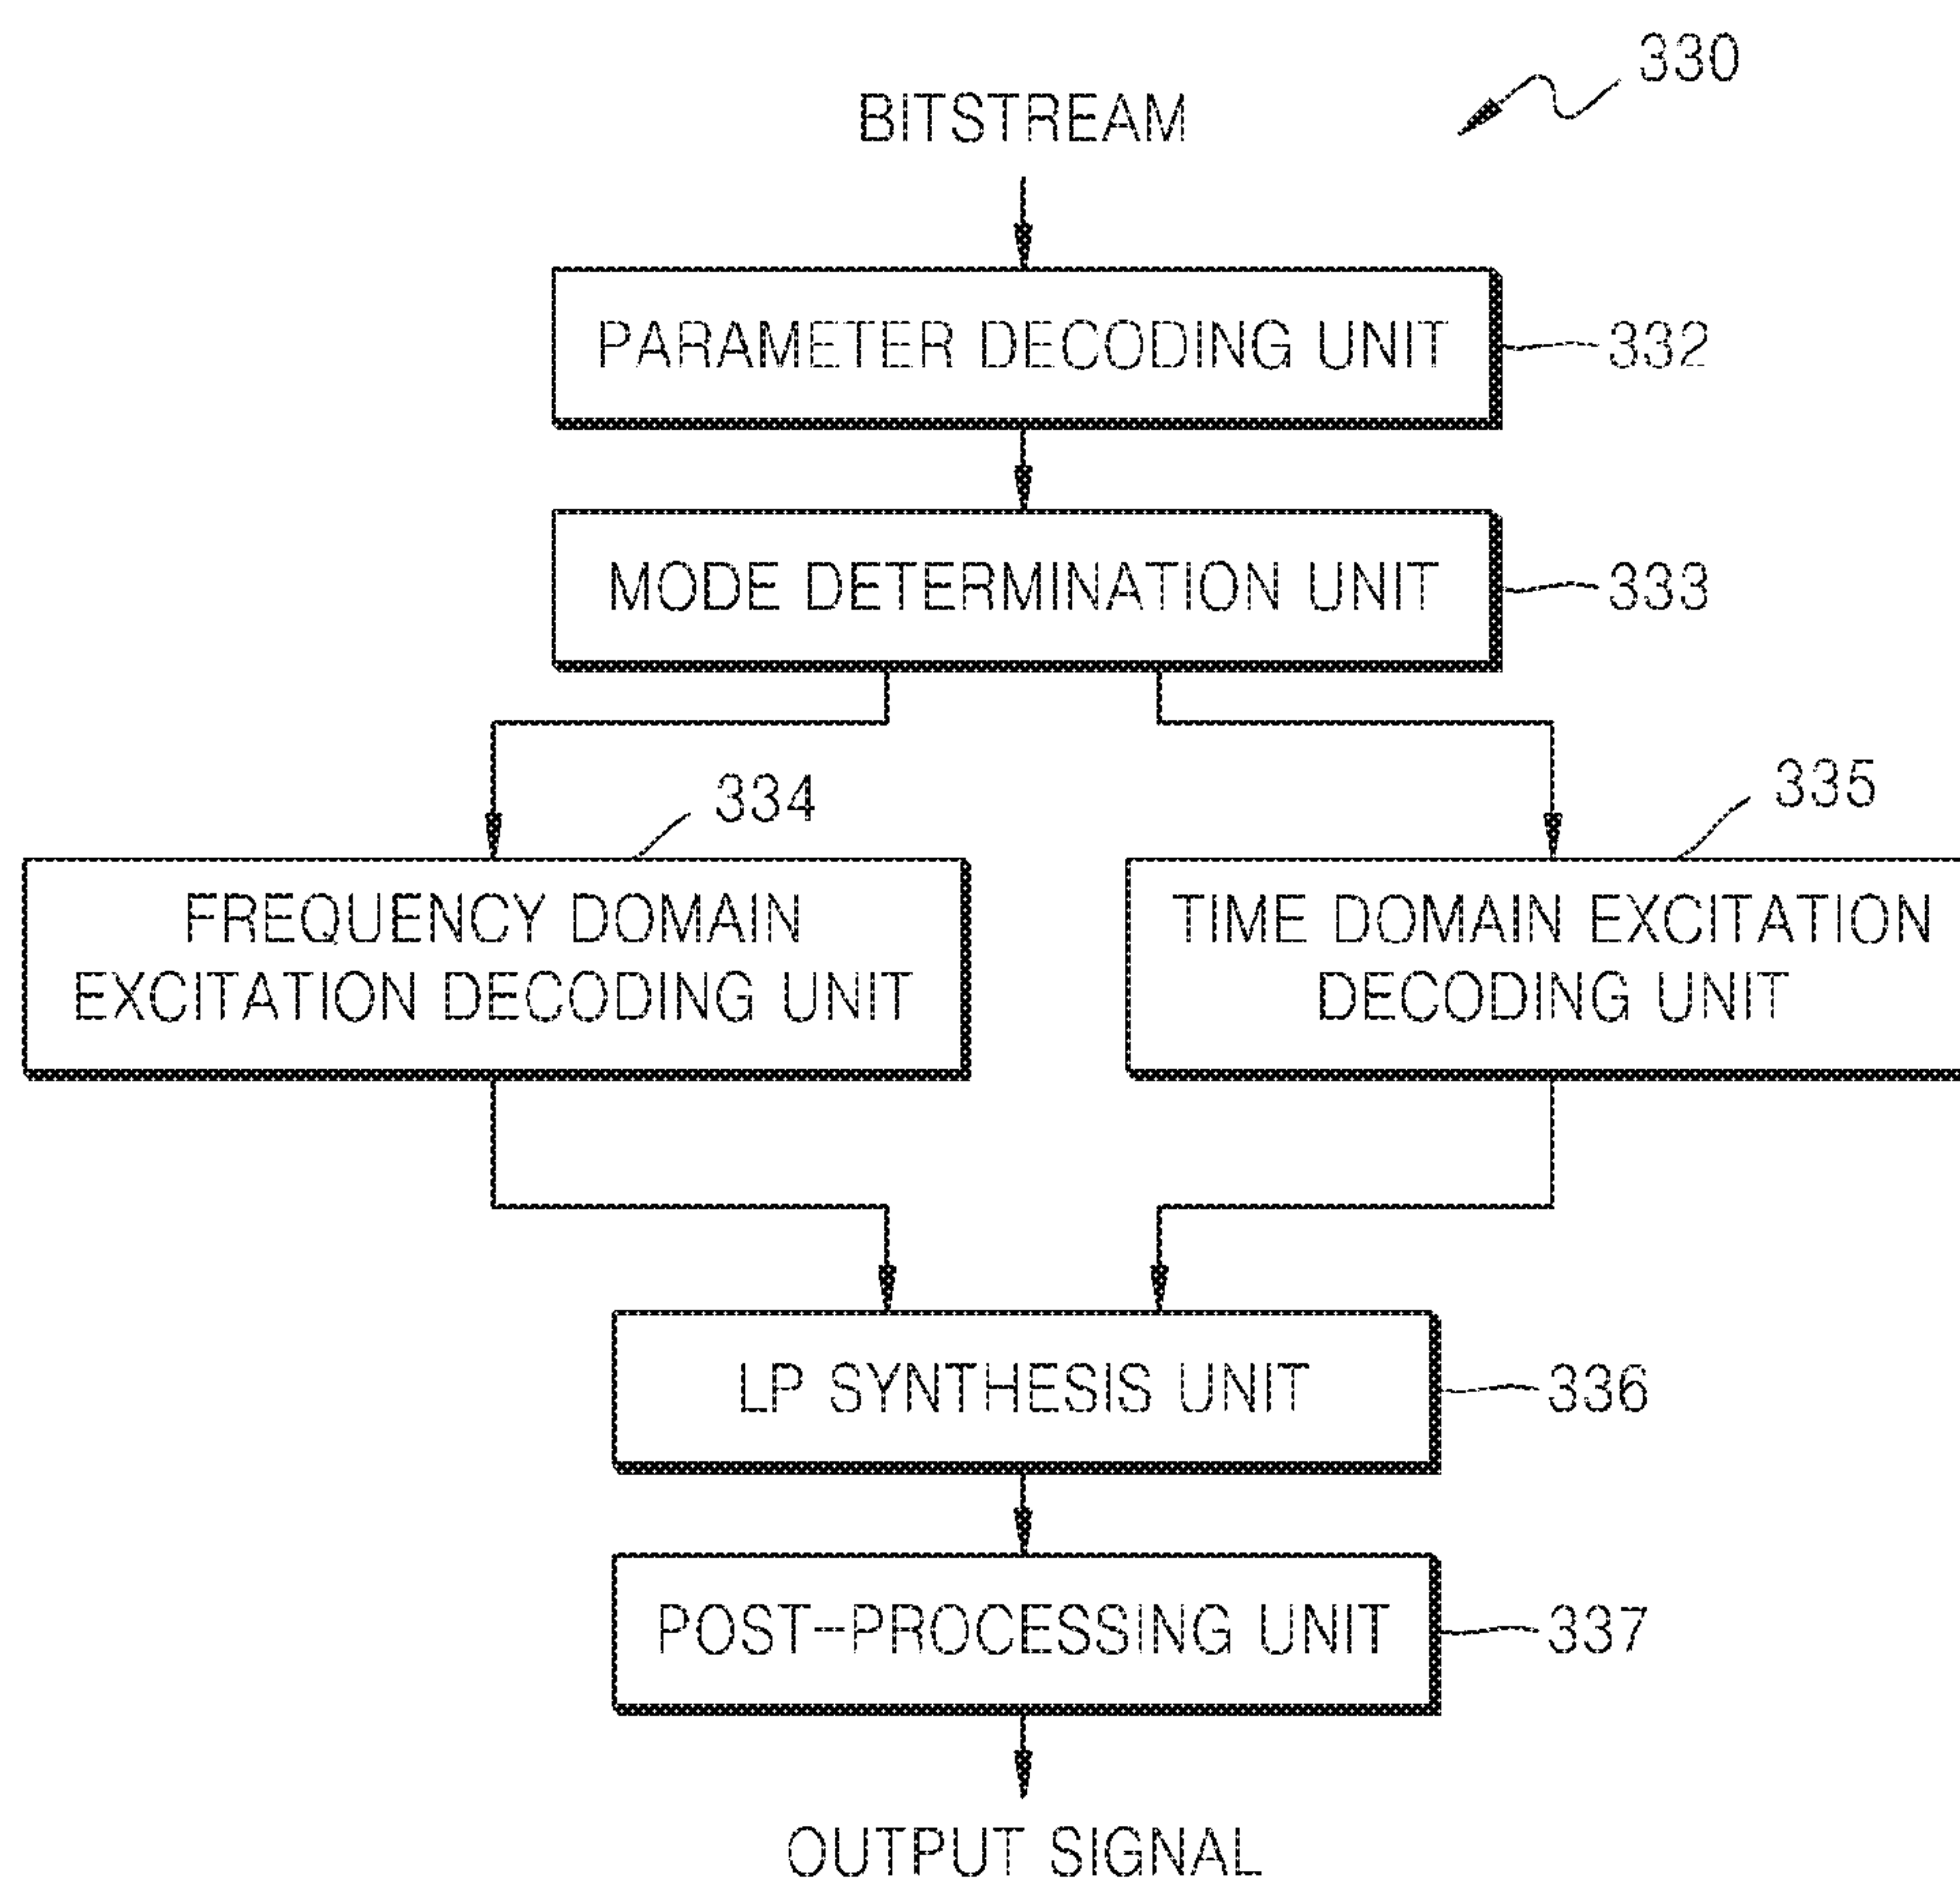 330
BITSTREAM
PARAMETER DECODING UNIT
332
MODE DETERMINATION UNIT
333
334
335
FREQUENCY DOMAIN
EXCITATION DECODING UNIT
TIME DOMAIN EXCITATION
DECODING UNIT
LP SYNTHESIS UNIT
336
POST-PROCESSING UNIT
337
OUTPUT SIGNAL